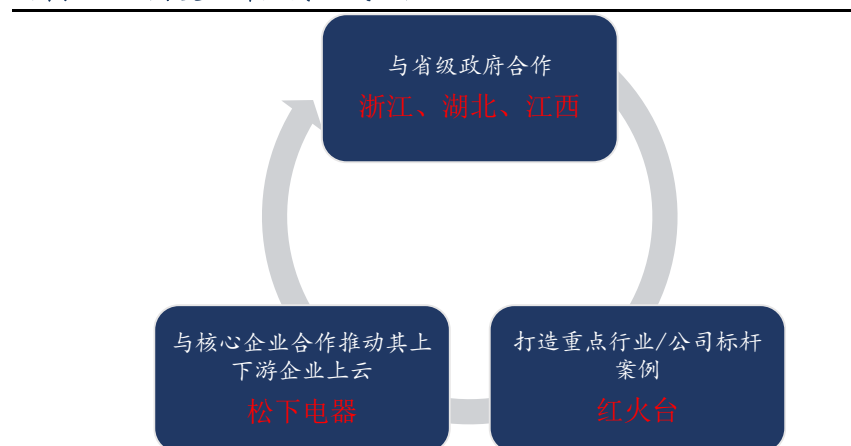 与省级政府合作
浙江、湖北、江西
与核心企业合作推动其上
下游企业上云
松下电器
打造重点行业/公司标杆
案例
红火台